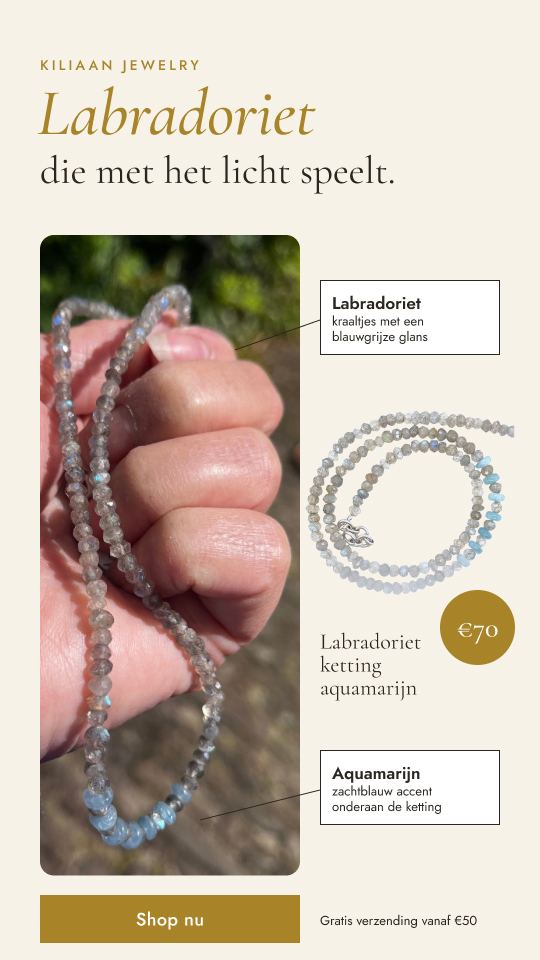 KILIAAN JEWELRY
Labradoriet
die met het licht speelt.
Labradoriet
kraaltjes met een
blauwgrijze glans
€70
Labradoriet
ketting
aquamarijn
Aquamarijn
zachtblauw accent
onderaan de ketting
Shop nu
Gratis verzending vanaf €50